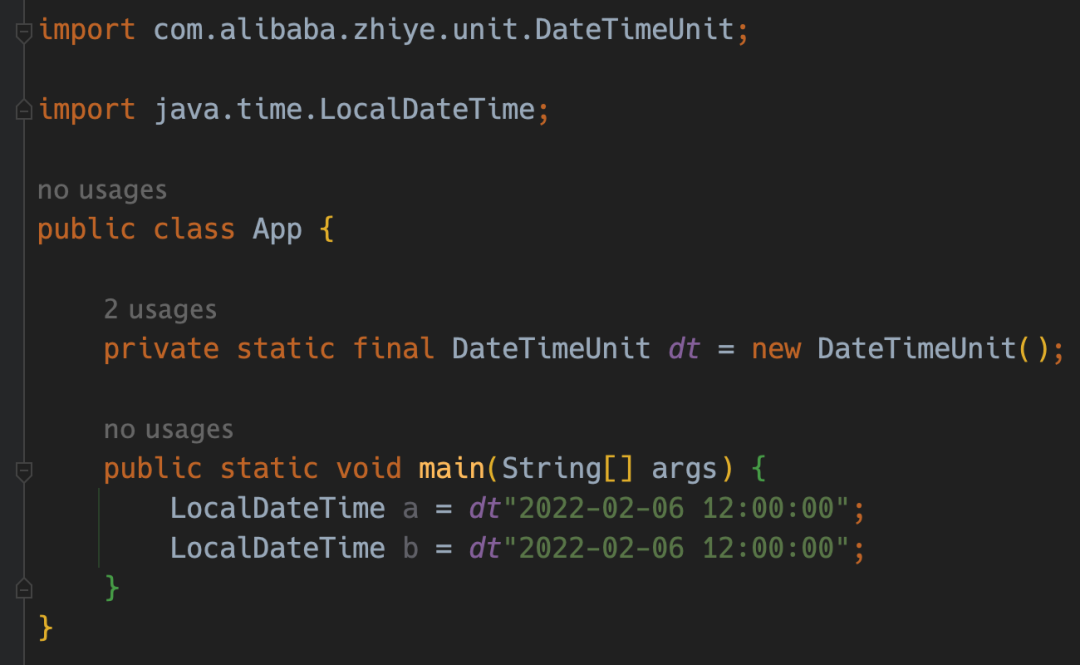 import com.alibaba.zhiye.unit.DateTimeUnit;
import java.time.LocalDateTime;
no usages
public class App {
2 usages
private static final DateTimeUnit dt = new DateTimeUnit();
no usages
public static void main(String[] args) {
LocalDateTime a = dt"2022-02-06 12:00:00";
LocalDateTime b = dt"2022-02-06 12:00:00";
}
}